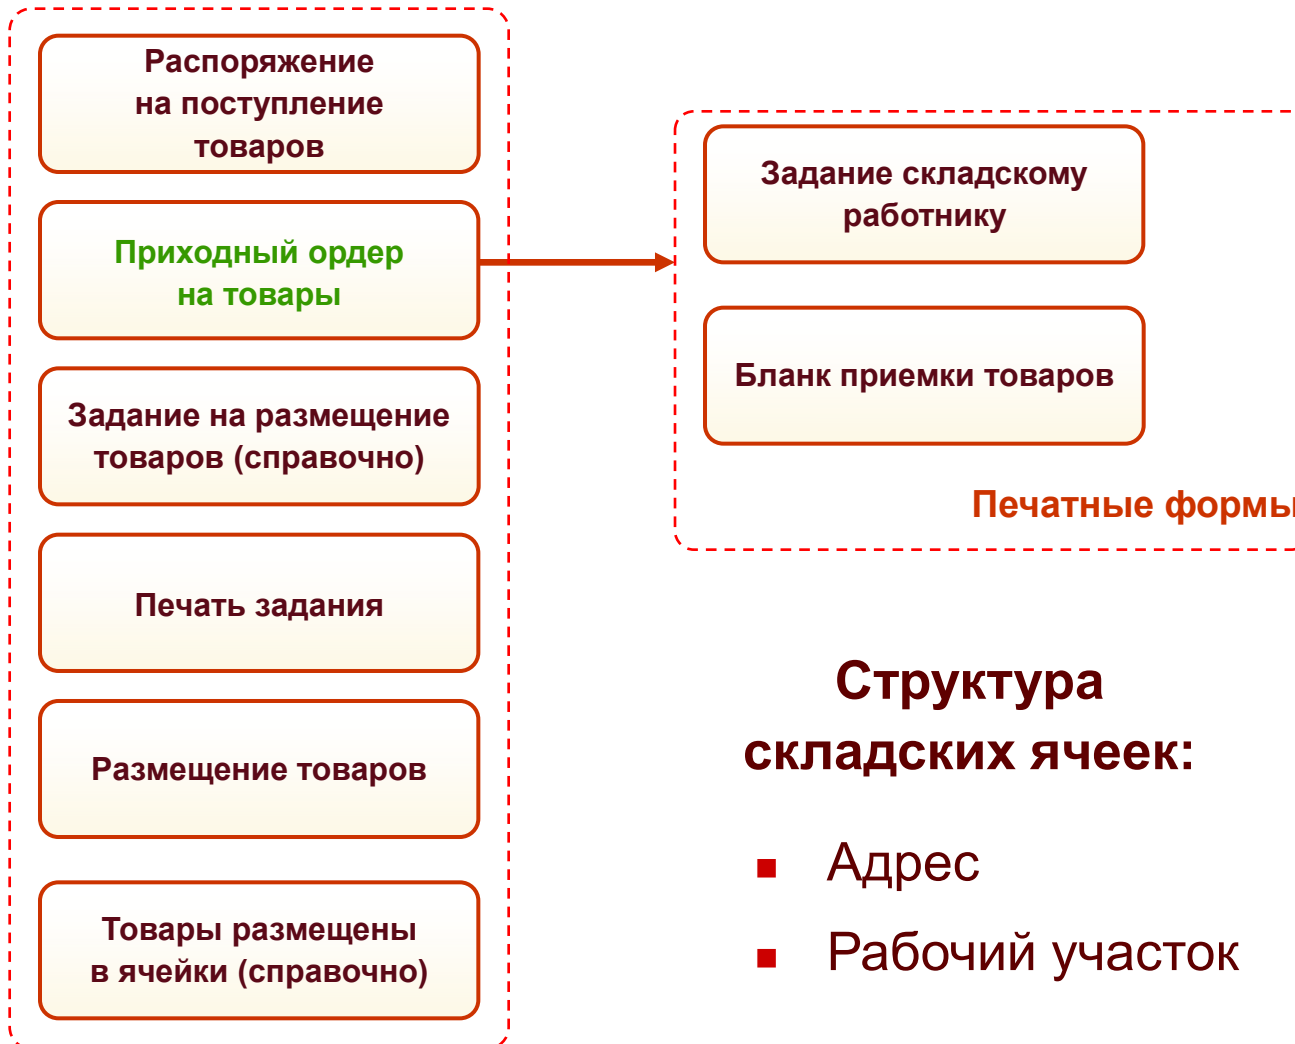 Распоряжение
на поступление
товаров
Приходный ордер
на товары
Задание на размещение
товаров (справочно)
Печать задания
Размещение товаров
Товары размещены
в ячейки (справочно)
Задание складскому
работнику
Бланк приемки товаров
Печатные формы
Структура
складских ячеек:
Адрес
Рабочий участок